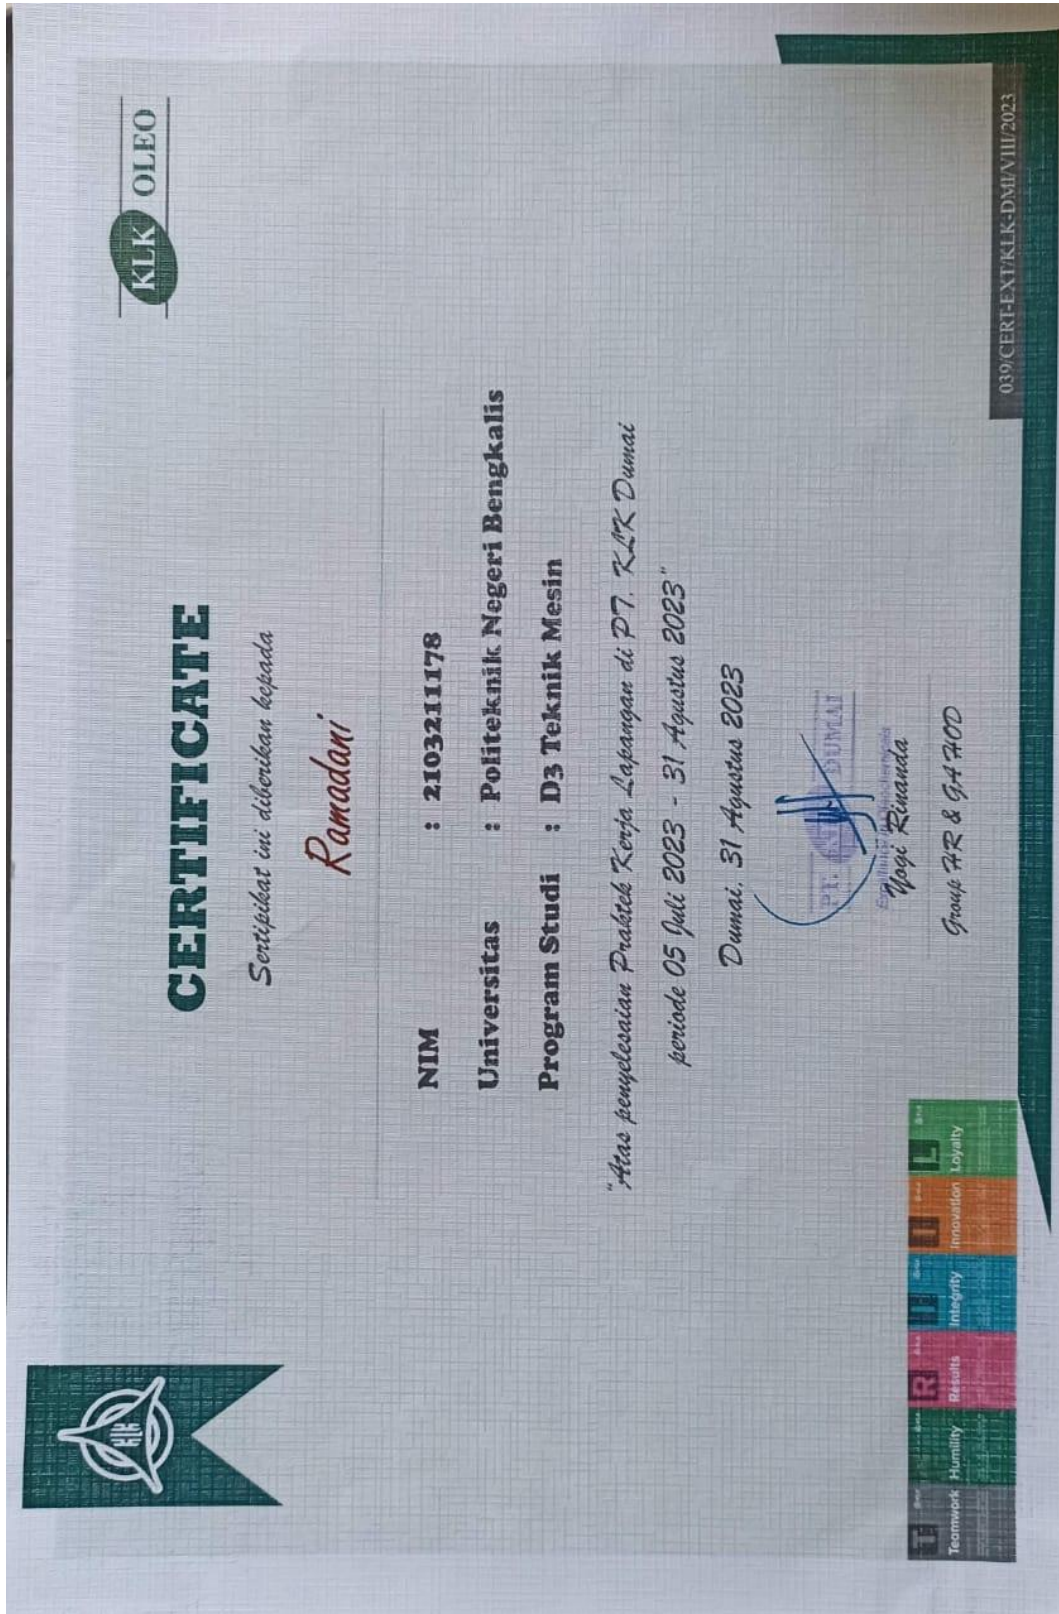 KLK OLEO
CERTIFICATE
Sertipikat ini diberikan kepada
Ramadani
NIM : 2103211178
Universitas : Politeknik Negeri Bengkalis
Program Studi : D3 Teknik Mesin
"Atas penyelesaian Praktek Kerja Lapangan di PT. KLK Dumai
periode 05 Juli 2023 - 31 Agustus 2023"
Dumai, 31 Agustus 2023
PT. DUMAI
Yogi Rinanda
Group HR & GA HOD
T R I I L
Teamwork Humility Results Integrity Innovation Loyalty
039/CERT-EXT/KLK-DMI/VIII/2023